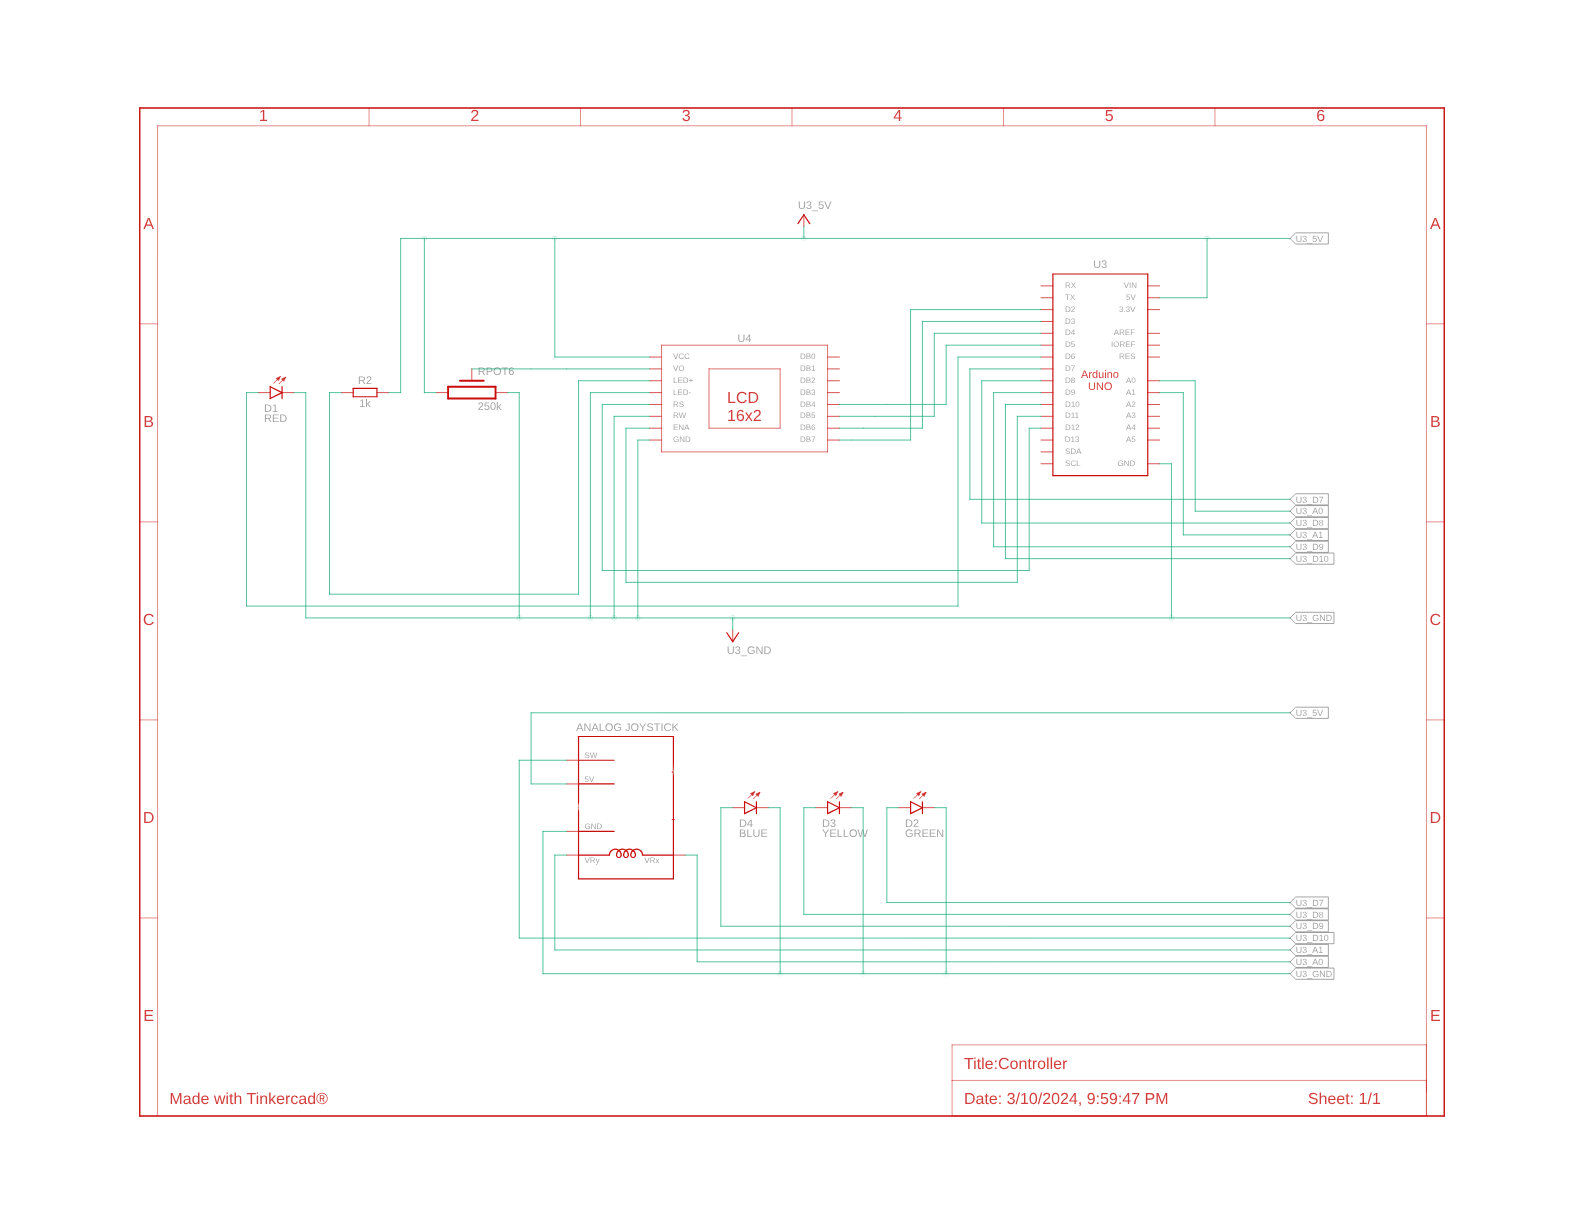 1 2 3 4 5 6
A A
U3_5V
U3_5V
U3
RX VIN
TX 5V
D2 3.3V
D3
D4 AREF
D5 IOREF
D6 RES
D7
D8 A0
D9 A1
D10 A2
D11 A3
D12 A4
D13 A5
SDA
SCL GND
Arduino
UNO
U4
VCC DB0
VO DB1
LED+ DB2
LED- DB3
RS DB4
RW DB5
ENA DB6
GND DB7
LCD
16x2
RPOT6
250k
R2
1k
D1
RED
B B
U3_D7
U3_A0
U3_D8
U3_A1
U3_D9
U3_D10
C C
U3_GND
U3_GND
U3_5V
ANALOG JOYSTICK
SW
5V
GND
VRy VRx
D D
D4
BLUE
D3
YELLOW
D2
GREEN
U3_D7
U3_D8
U3_D9
U3_D10
U3_A1
U3_A0
U3_GND
E E
Title:Controller
Made with Tinkercad®
Date: 3/10/2024, 9:59:47 PM
Sheet: 1/1